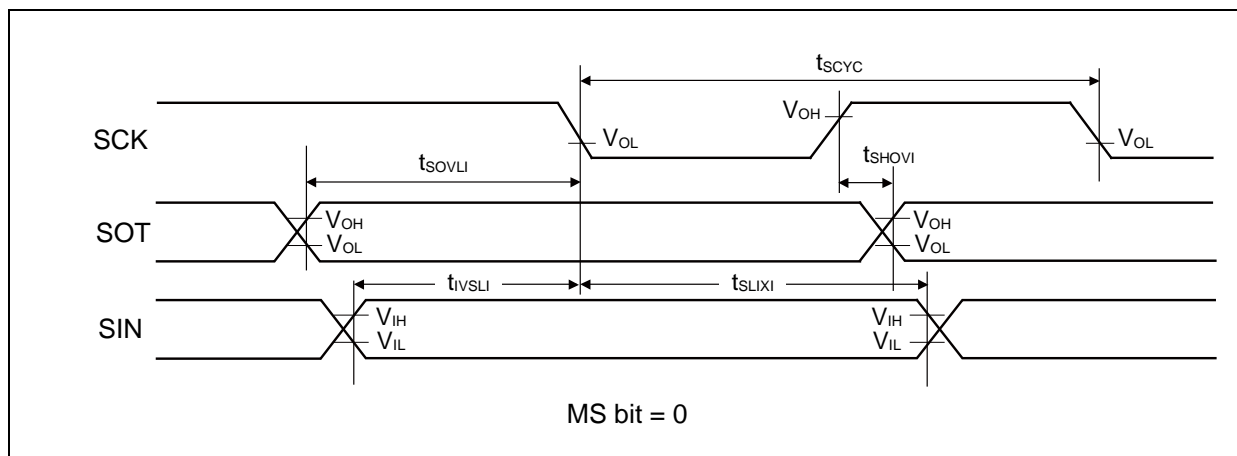 tSCYC
VOH
SCK
VOL
VOL
tSHOVI
tSOVLI
VOH
VOH
SOT
VOL
VOL
tIVSLI
tSLIXI
VIH
VIH
SIN
VIL
VIL
MS bit = 0